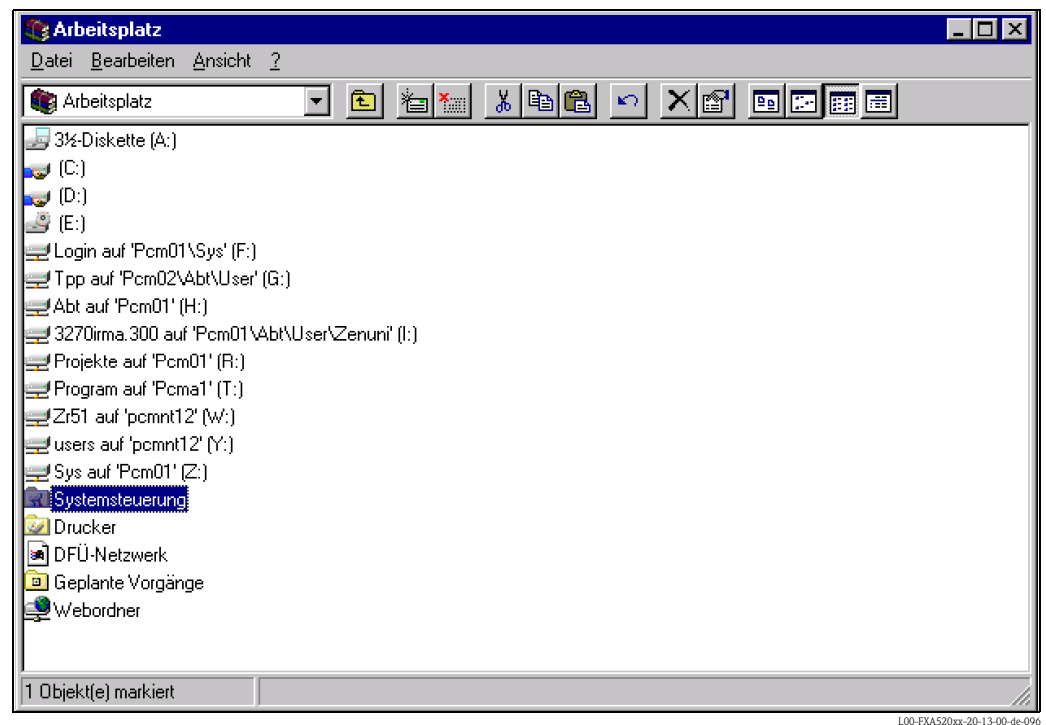 Arbeitsplatz
Datei Bearbeiten Ansicht ?
Arbeitsplatz
3½-Diskette (A:)
(C:)
(D:)
(E:)
Login auf 'Pcm01\Sys' (F:)
Tpp auf 'Pcm02\Abt\User' (G:)
Abt auf 'Pcm01' (H:)
3270irma.300 auf 'Pcm01\Abt\User\Zenuni' (I:)
Projekte auf 'Pcm01' (R:)
Program auf 'Pcma1' (T:)
Zr51 auf 'pcmnt12' (W:)
users auf 'pcmnt12' (Y:)
Sys auf 'Pcm01' (Z:)
Systemsteuerung
Drucker
DFÜ-Netzwerk
Geplante Vorgänge
Webordner
1 Objekt(e) markiert
L00-FXA520xx-20-13-00-de-096